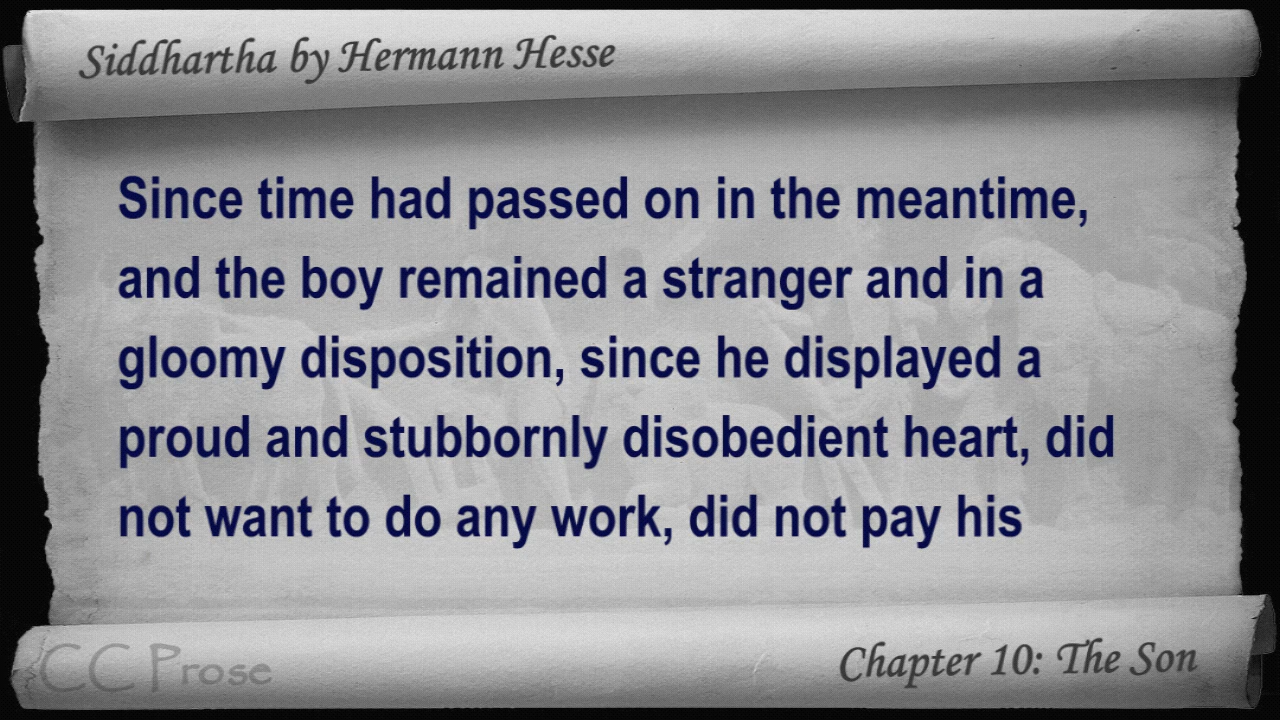 Siddhartha by Hermann Hesse
Since time had passed on in the meantime,
and the boy remained a stranger and in a
gloomy disposition, since he displayed a
proud and stubbornly disobedient heart, did
not want to do any work, did not pay his
CC Prose
Chapter 10: The Son